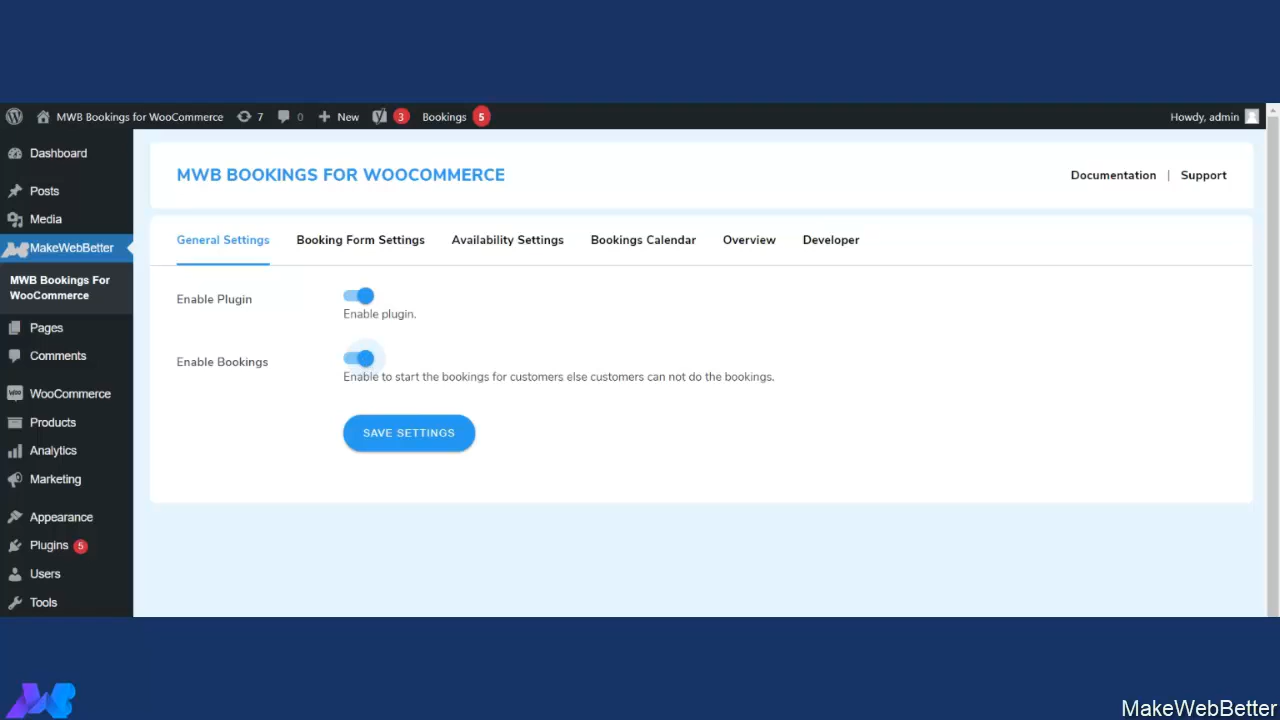 MWB Bookings for WooCommerce 7 0 New 3 Bookings 5 Howdy, admin
Dashboard
Posts
Media
MakeWebBetter
MWB Bookings For
WooCommerce
Pages
Comments
WooCommerce
Products
Analytics
Marketing
Appearance
Plugins 5
Users
Tools
MWB BOOKINGS FOR WOOCOMMERCE
Documentation | Support
General Settings Booking Form Settings Availability Settings Bookings Calendar Overview Developer
Enable Plugin
Enable plugin.
Enable Bookings
Enable to start the bookings for customers else customers can not do the bookings.
SAVE SETTINGS
MakeWebBetter